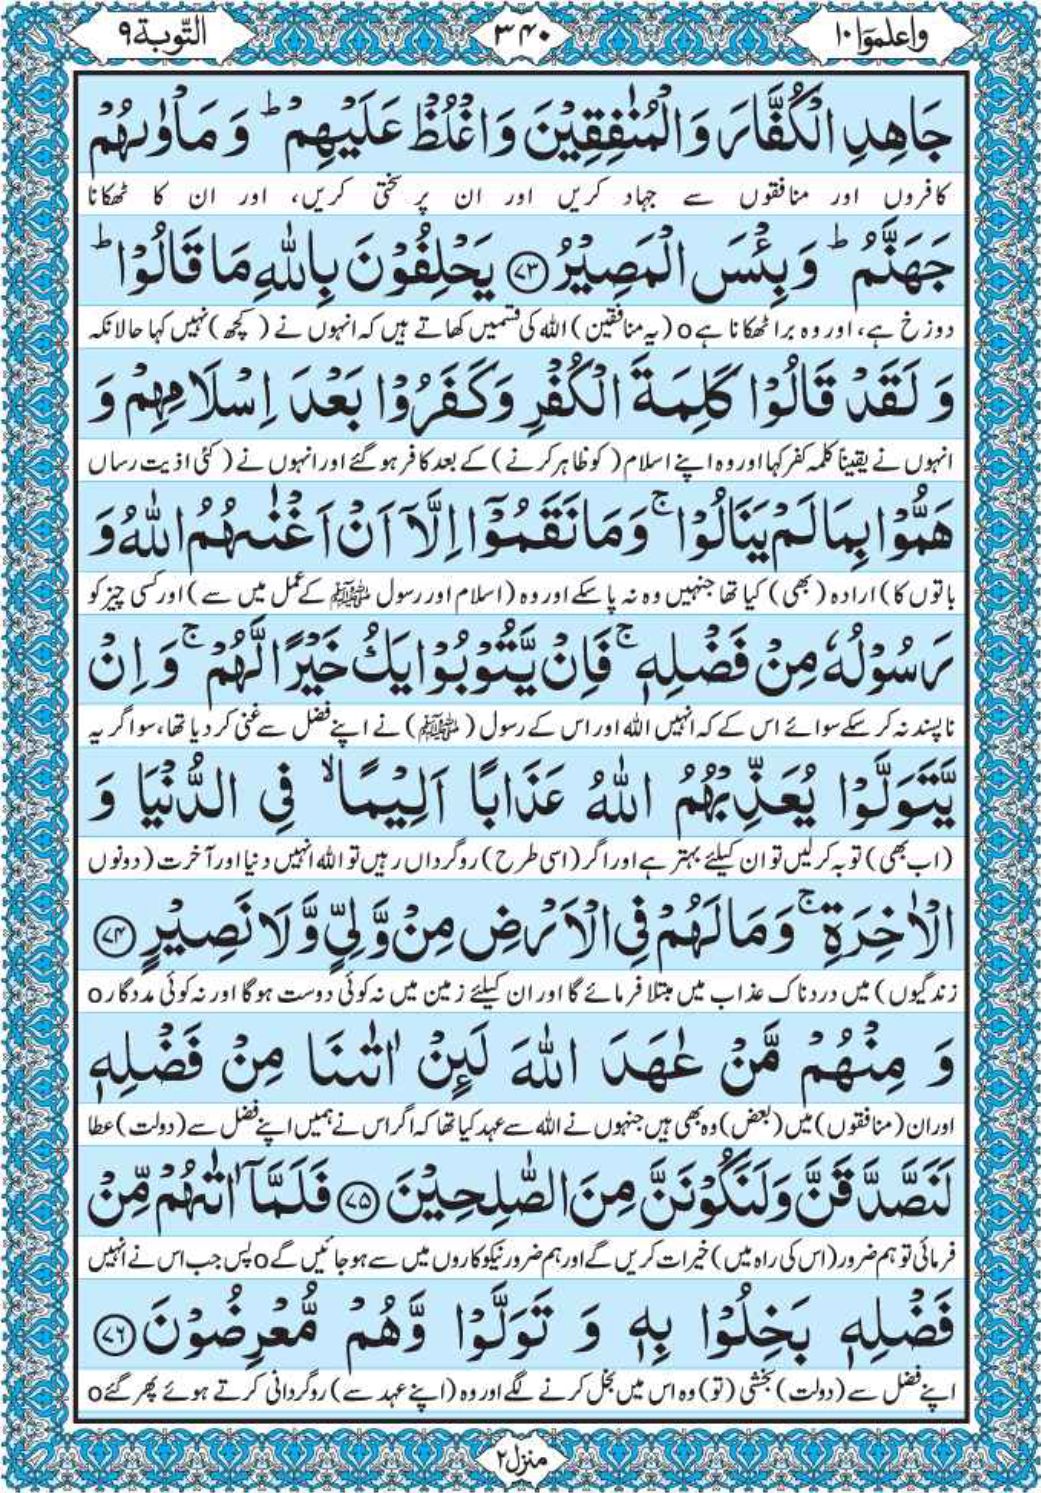 واعلموٓا ۱۰
۳۴۰
التّوبة ۹
جَاهِدِ الْكُفَّارَ وَالْمُنٰفِقِيْنَ وَاغْلُظْ عَلَيْهِمْ ؕ وَ مَاْوٰىهُمْ
کافروں اور منافقوں سے جہاد کریں اور ان پر سختی کریں، اور ان کا ٹھکانا
جَهَنَّمُ ؕ وَ بِئْسَ الْمَصِيْرُ ﴿۷۳﴾ يَحْلِفُوْنَ بِاللّٰهِ مَا قَالُوْا ؕ
دوزخ ہے، اور وہ برا ٹھکانا ہے o (یہ منافقین) اللہ کی قسمیں کھاتے ہیں کہ انہوں نے (کچھ) نہیں کہا حالانکہ
وَ لَقَدْ قَالُوْا كَلِمَةَ الْكُفْرِ وَ كَفَرُوْا بَعْدَ اِسْلَامِهِمْ وَ
انہوں نے یقیناً کلمہ کفر کہا اور وہ اپنے اسلام (کو ظاہر کرنے) کے بعد کافر ہو گئے اور انہوں نے (کئی اذیت رساں
هَمُّوْا بِمَا لَمْ يَنَالُوْا ۚ وَمَا نَقَمُوْۤا اِلَّاۤ اَنْ اَغْنٰىهُمُ اللّٰهُ وَ
باتوں کا) ارادہ (بھی) کیا تھا جنہیں وہ نہ پا سکے اور وہ (اسلام اور رسول ﷺ کے عمل میں سے) اور کسی چیز کو
رَسُوْلُهٗ مِنْ فَضْلِهٖ ۚ فَاِنْ يَّتُوْبُوْا يَكُ خَيْرًا لَّهُمْ ۚ وَ اِنْ
ناپسند نہ کر سکے سوائے اس کے کہ انہیں اللہ اور اس کے رسول (ﷺ) نے اپنے فضل سے غنی کر دیا تھا، سو اگر یہ
يَّتَوَلَّوْا يُعَذِّبْهُمُ اللّٰهُ عَذَابًا اَلِيْمًا ۙ فِي الدُّنْيَا وَ
(اب بھی) توبہ کر لیں تو ان کیلئے بہتر ہے اور اگر (اسی طرح) روگرداں رہیں تو اللہ انہیں دنیا اور آخرت (دونوں
الْاٰخِرَةِ ۚ وَمَا لَهُمْ فِي الْاَرْضِ مِنْ وَّلِيٍّ وَّ لَا نَصِيْرٍ ﴿۷۴﴾
زندگیوں) میں دردناک عذاب میں مبتلا فرمائے گا اور ان کیلئے زمین میں نہ کوئی دوست ہوگا اور نہ کوئی مددگار o
وَ مِنْهُمْ مَّنْ عٰهَدَ اللّٰهَ لَىِٕنْ اٰتٰىنَا مِنْ فَضْلِهٖ
اور ان (منافقوں) میں (بعض) وہ بھی ہیں جنہوں نے اللہ سے عہد کیا تھا کہ اگر اس نے ہمیں اپنے فضل سے (دولت) عطا
لَنَصَّدَّقَنَّ وَلَنَكُوْنَنَّ مِنَ الصّٰلِحِيْنَ ﴿۷۵﴾ فَلَمَّاۤ اٰتٰىهُمْ مِّنْ
فرمائی تو ہم ضرور (اس کی راہ میں) خیرات کریں گے اور ہم ضرور نیکوکاروں میں سے ہو جائیں گے o پس جب اس نے انہیں
فَضْلِهٖ بَخِلُوْا بِهٖ وَ تَوَلَّوْا وَّهُمْ مُّعْرِضُوْنَ ﴿۷۶﴾
اپنے فضل سے (دولت) بخشی (تو) وہ اس میں بخل کرنے لگے اور وہ (اپنے عہد سے) روگردانی کرتے ہوئے پھر گئے o
منزل ۲